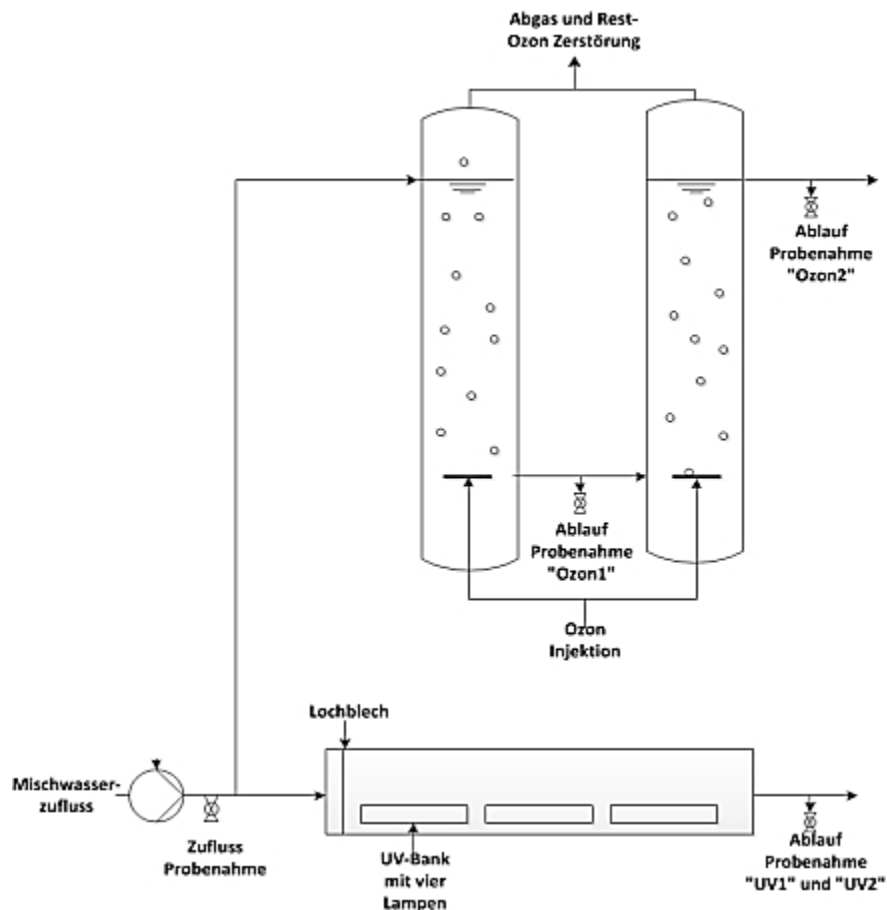 Abgas und Rest-
Ozon Zerstörung
Ablauf
Probenahme
"Ozon2"
Ablauf
Probenahme
"Ozon1"
Ozon
Injektion
Lochblech
Mischwasser-
zufluss
Zufluss
Probenahme
UV-Bank
mit vier
Lampen
Ablauf
Probenahme
"UV1" und "UV2"